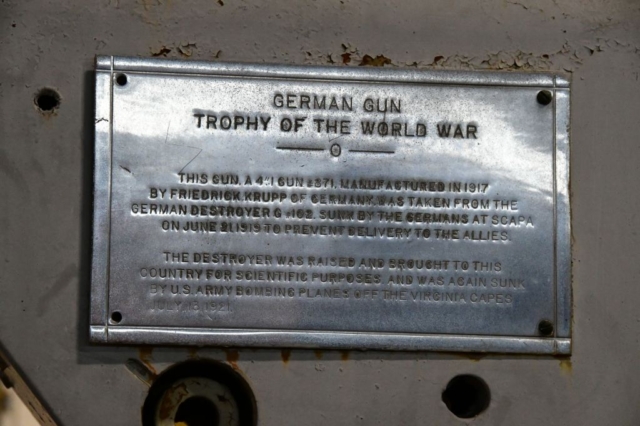 GERMAN GUN
TROPHY OF THE WORLD WAR
O
THIS GUN, A 4".1 GUN #371, MANUFACTURED IN 1917
BY FRIEDRICK KRUPP OF GERMANY, WAS TAKEN FROM THE
GERMAN DESTROYER G #102, SUNK BY THE GERMANS AT SCAPA
ON JUNE 21, 1919 TO PREVENT DELIVERY TO THE ALLIES.
THE DESTROYER WAS RAISED AND BROUGHT TO THIS
COUNTRY FOR SCIENTIFIC PURPOSES, AND WAS AGAIN SUNK
BY U.S. ARMY BOMBING PLANES OFF THE VIRGINIA CAPES
1921.